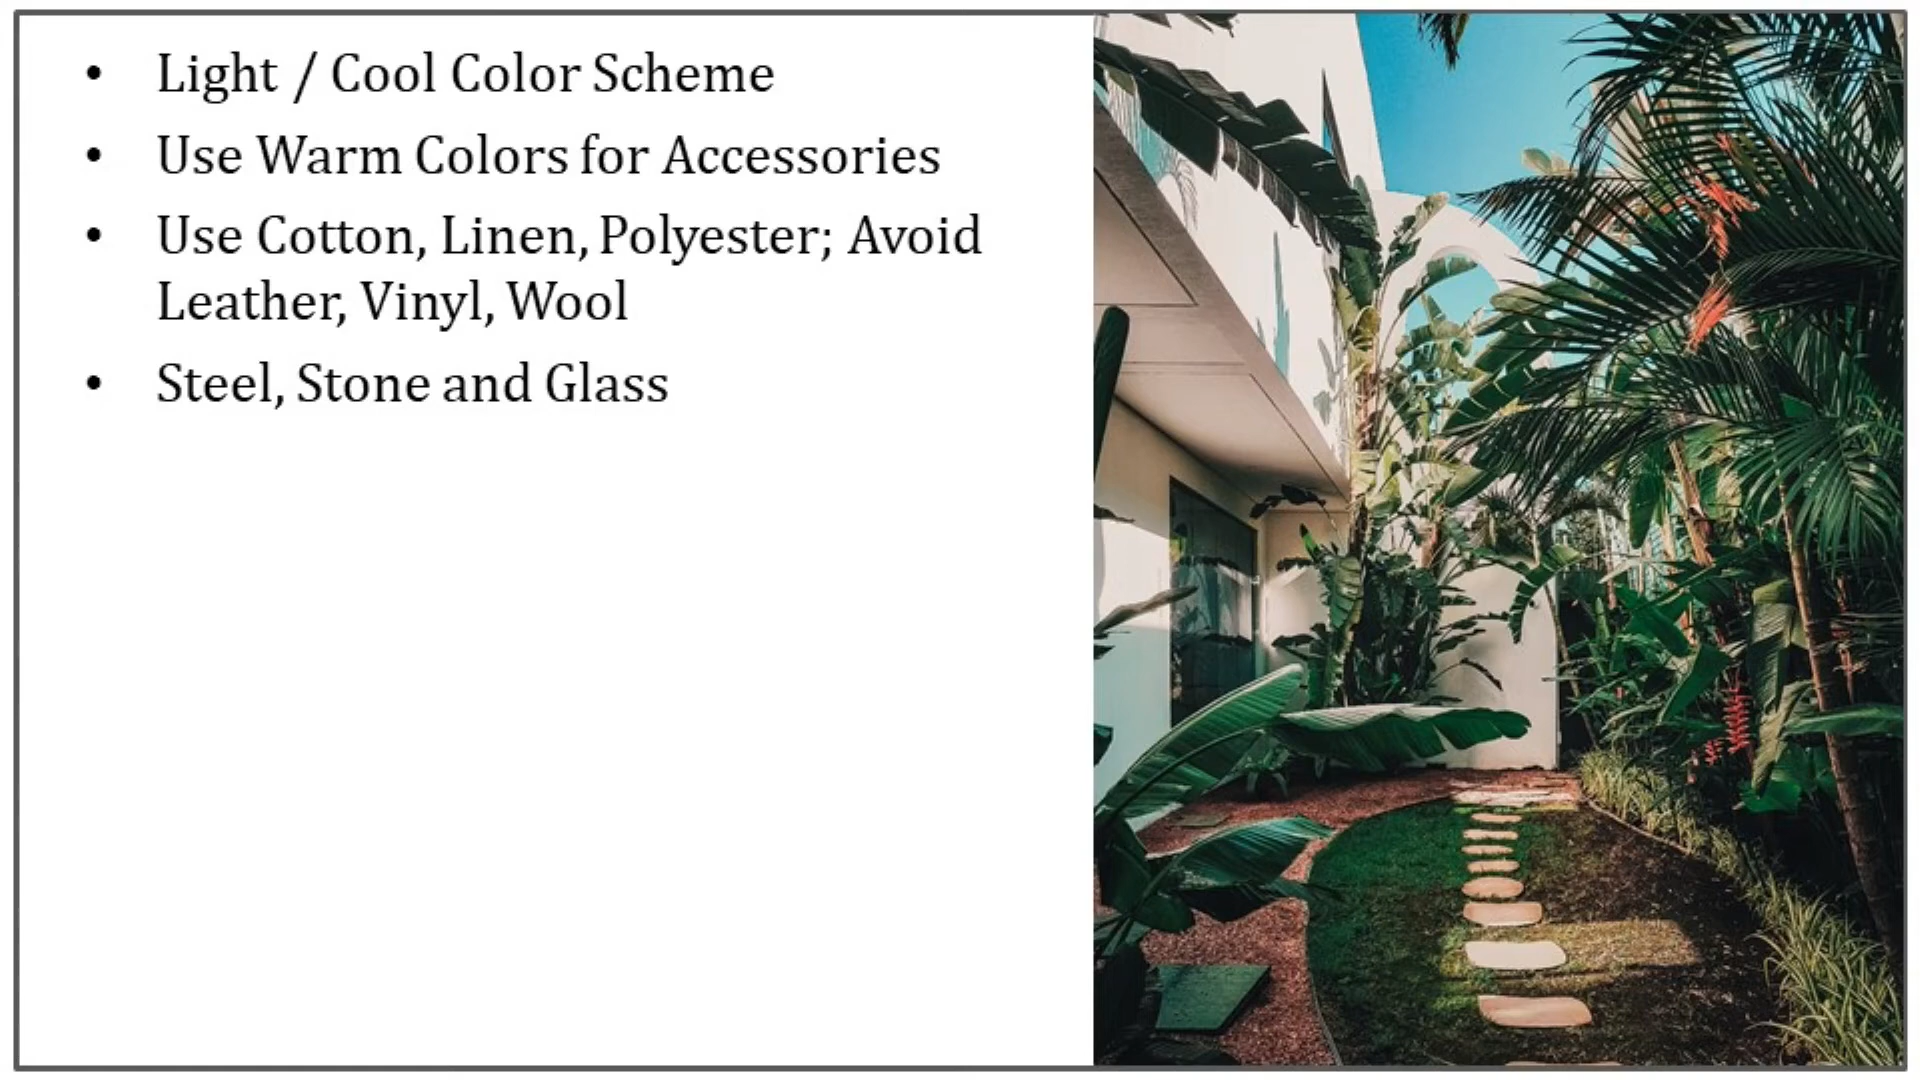 • Light / Cool Color Scheme
• Use Warm Colors for Accessories
• Use Cotton, Linen, Polyester; Avoid
Leather, Vinyl, Wool
• Steel, Stone and Glass